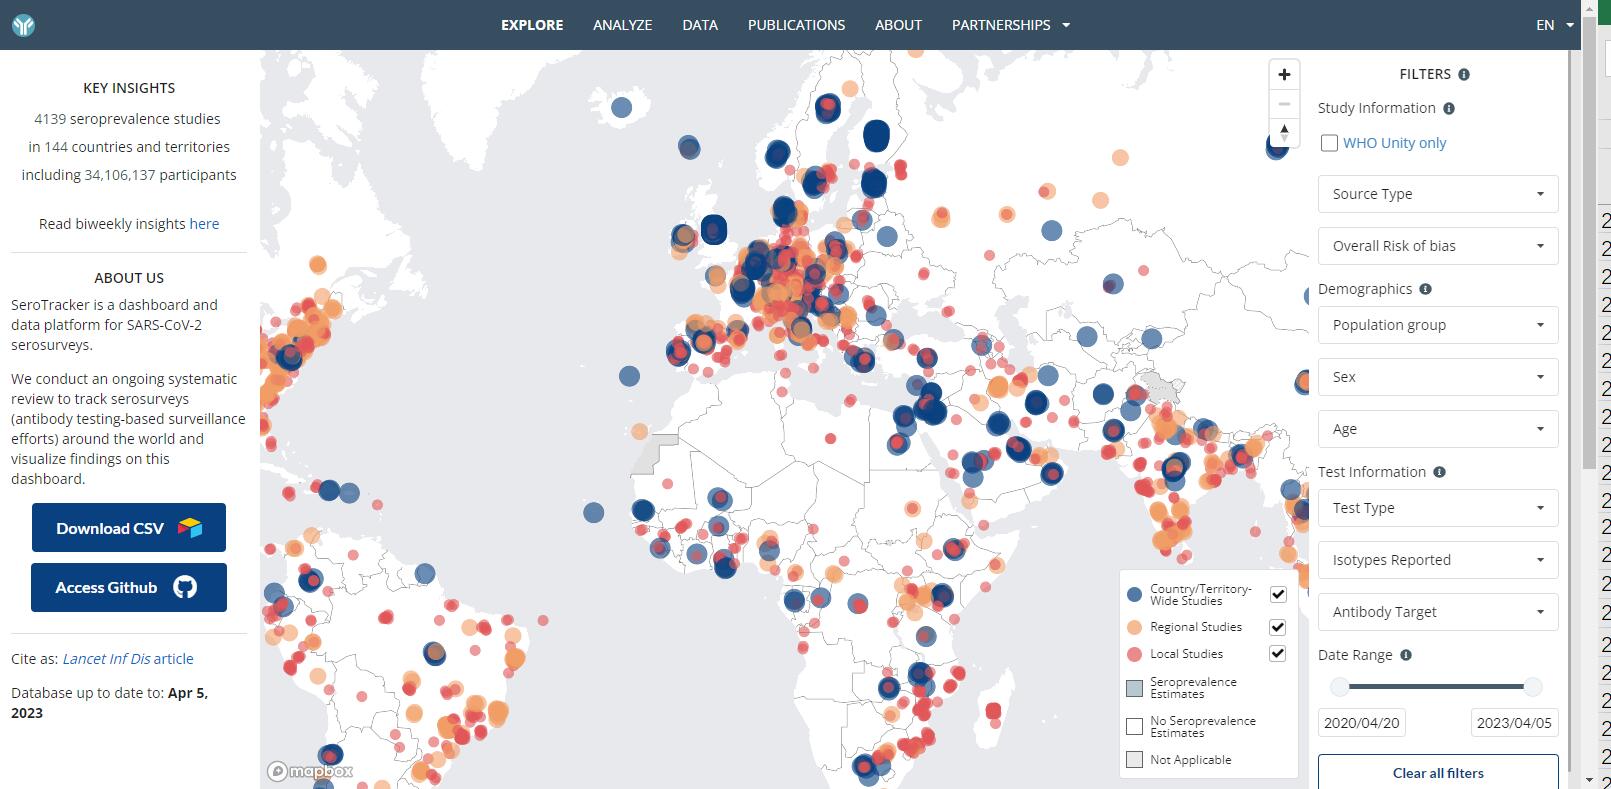 EXPLORE
ANALYZE
DATA
PUBLICATIONS
ABOUT
PARTNERSHIPS
EN
KEY INSIGHTS
4139 seroprevalence studies
in 144 countries and territories
including 34,106,137 participants
Read biweekly insights here
ABOUT US
SeroTracker is a dashboard and
data platform for SARS-CoV-2
serosurveys.
We conduct an ongoing systematic
review to track serosurveys
(antibody testing-based surveillance
efforts) around the world and
visualize findings on this
dashboard.
Download CSV
Access Github
Cite as: Lancet Inf Dis article
Database up to date to: Apr 5,
2023
mapbox
Country/Territory-
Wide Studies
Regional Studies
Local Studies
Seroprevalence
Estimates
No Seroprevalence
Estimates
Not Applicable
FILTERS
Study Information
WHO Unity only
Source Type
Overall Risk of bias
Demographics
Population group
Sex
Age
Test Information
Test Type
Isotypes Reported
Antibody Target
Date Range
2020/04/20
2023/04/05
Clear all filters